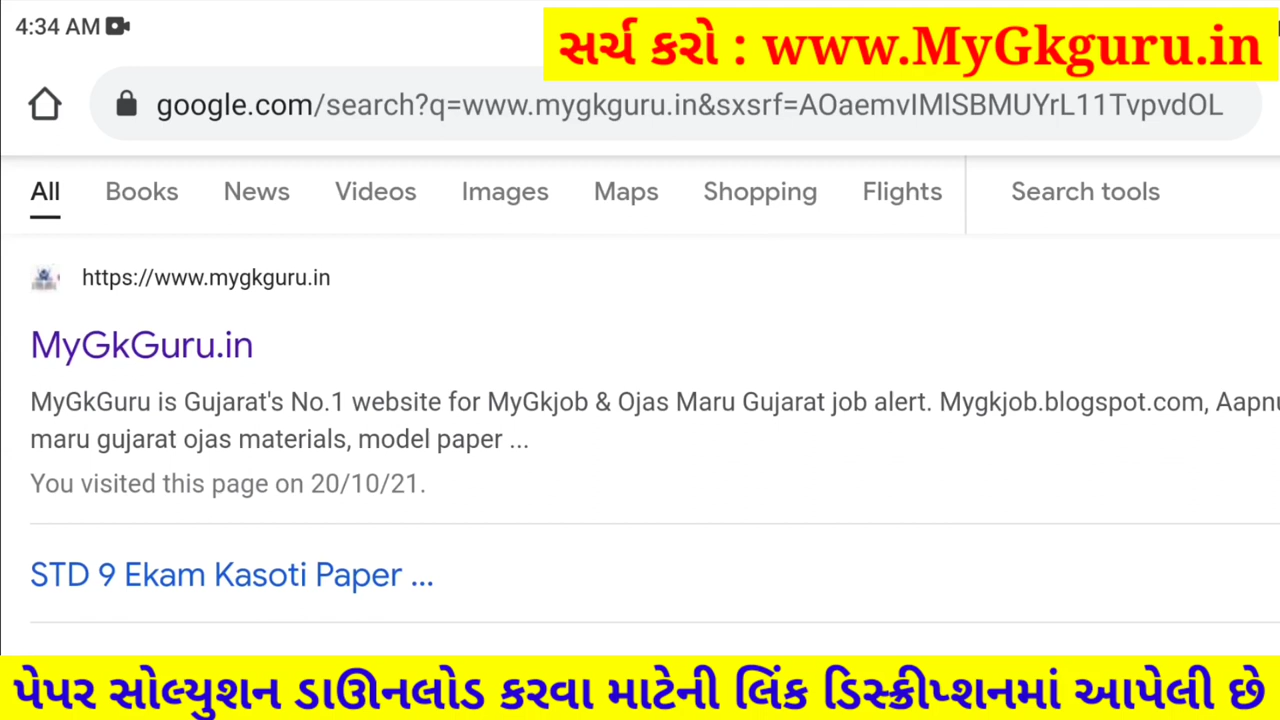 4:34 AM
સર્ચ કરો : www.MyGkguru.in
google.com/search?q=www.mygkguru.in&sxsrf=AOaemvIMlSBMUYrL11TvpvdOL
All Books News Videos Images Maps Shopping Flights Search tools
https://www.mygkguru.in
MyGkGuru.in
MyGkGuru is Gujarat's No.1 website for MyGkjob & Ojas Maru Gujarat job alert. Mygkjob.blogspot.com, Aapnu
maru gujarat ojas materials, model paper ...
You visited this page on 20/10/21.
STD 9 Ekam Kasoti Paper ...
પેપર સોલ્યુશન ડાઊનલોડ કરવા માટેની લિંક ડિસ્ક્રીપ્શનમાં આપેલી છે